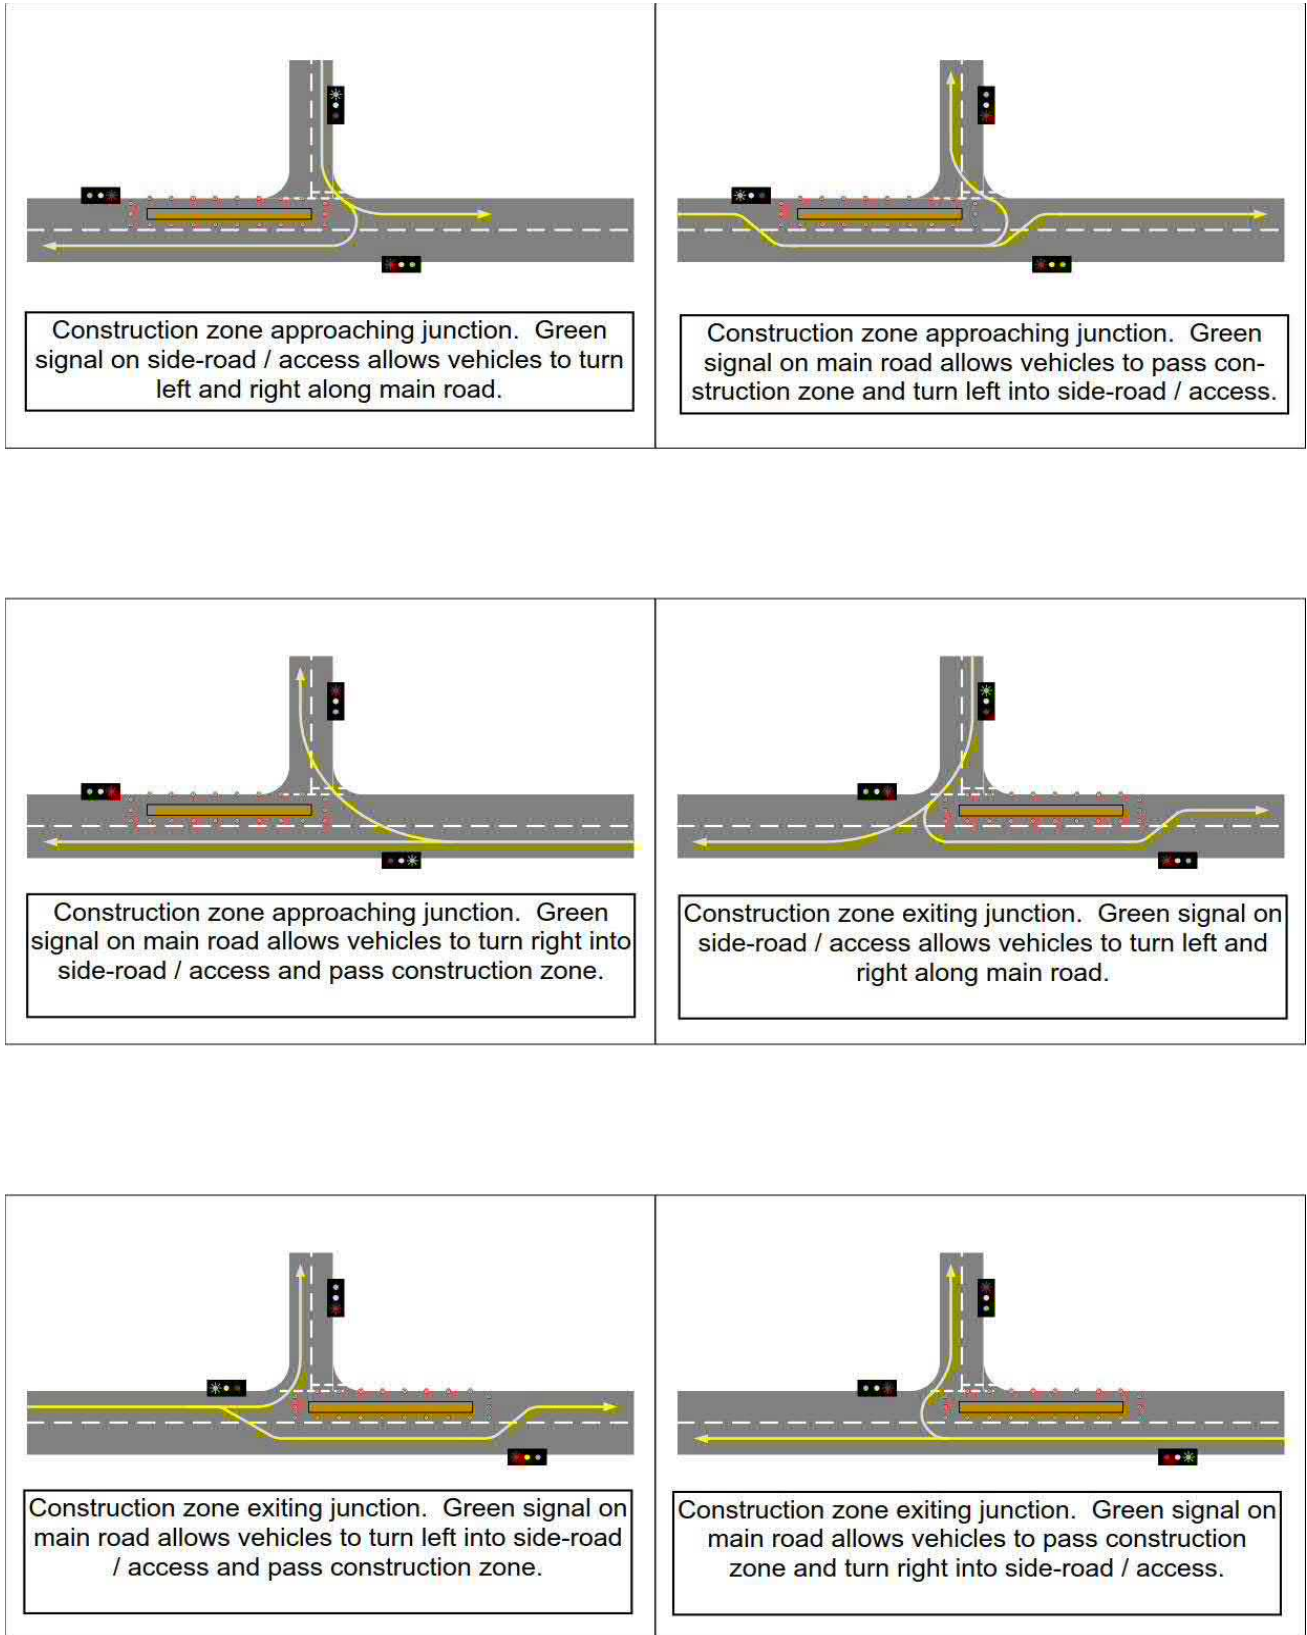 Construction zone approaching junction.  Green
signal on side-road / access allows vehicles to turn
left and right along main road.
Construction zone approaching junction.  Green
signal on main road allows vehicles to pass con-
struction zone and turn left into side-road / access.
Construction zone approaching junction.  Green
signal on main road allows vehicles to turn right into
side-road / access and pass construction zone.
Construction zone exiting junction.  Green signal on
side-road / access allows vehicles to turn left and
right along main road.
Construction zone exiting junction.  Green signal on
main road allows vehicles to turn left into side-road
/ access and pass construction zone.
Construction zone exiting junction.  Green signal on
main road allows vehicles to pass construction
zone and turn right into side-road / access.